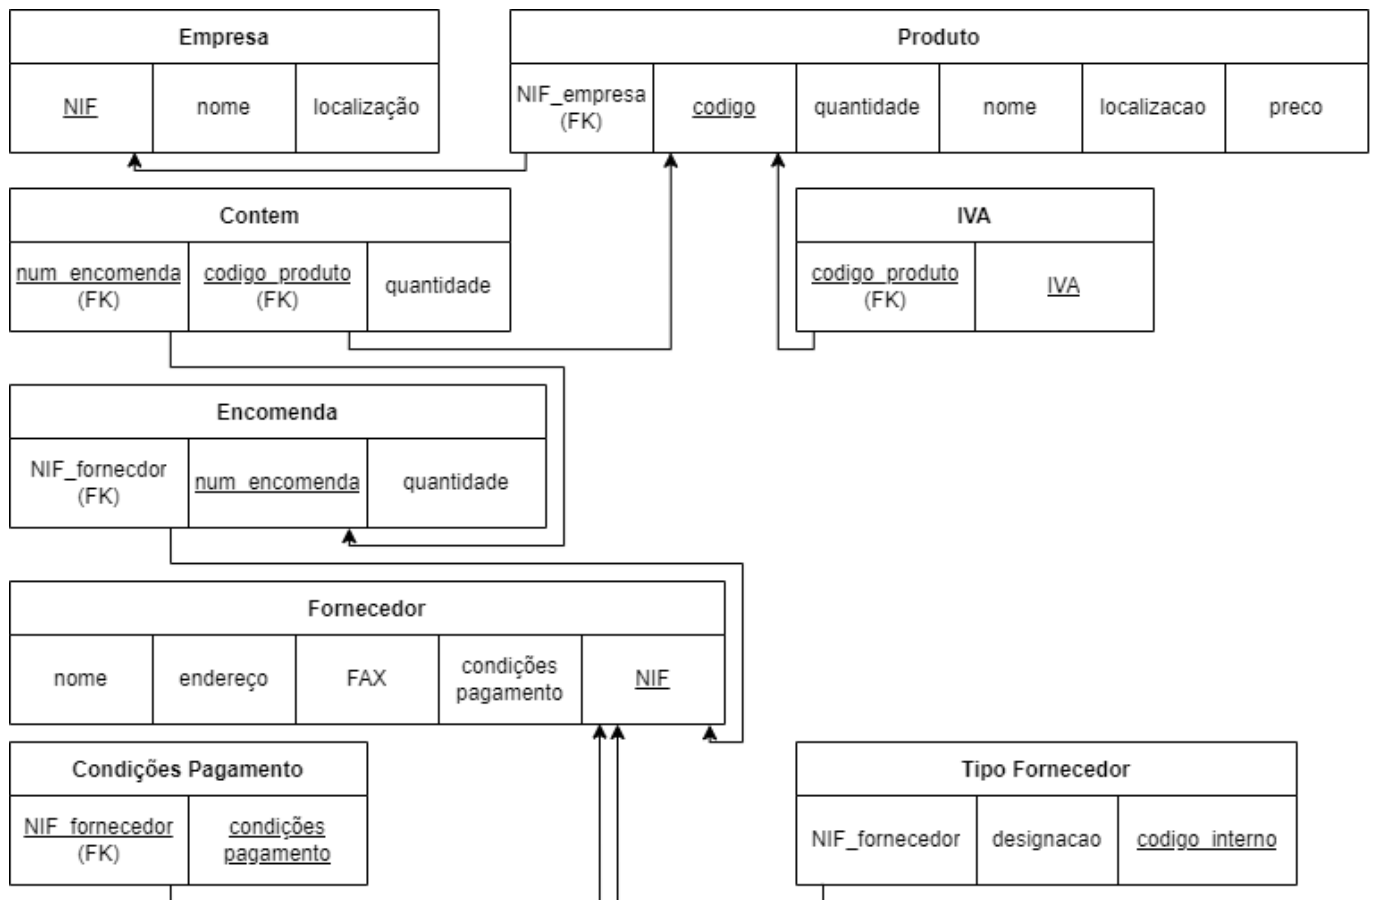 Empresa
NIF
nome
localização
Produto
NIF_empresa
(FK)
codigo
quantidade
nome
localizacao
preco
Contem
num_encomenda
(FK)
codigo_produto
(FK)
quantidade
IVA
codigo_produto
(FK)
IVA
Encomenda
NIF_fornecdor
(FK)
num_encomenda
quantidade
Fornecedor
nome
endereço
FAX
condições
pagamento
NIF
Condições Pagamento
NIF_fornecedor
(FK)
condições
pagamento
Tipo Fornecedor
NIF_fornecedor
designacao
codigo_interno